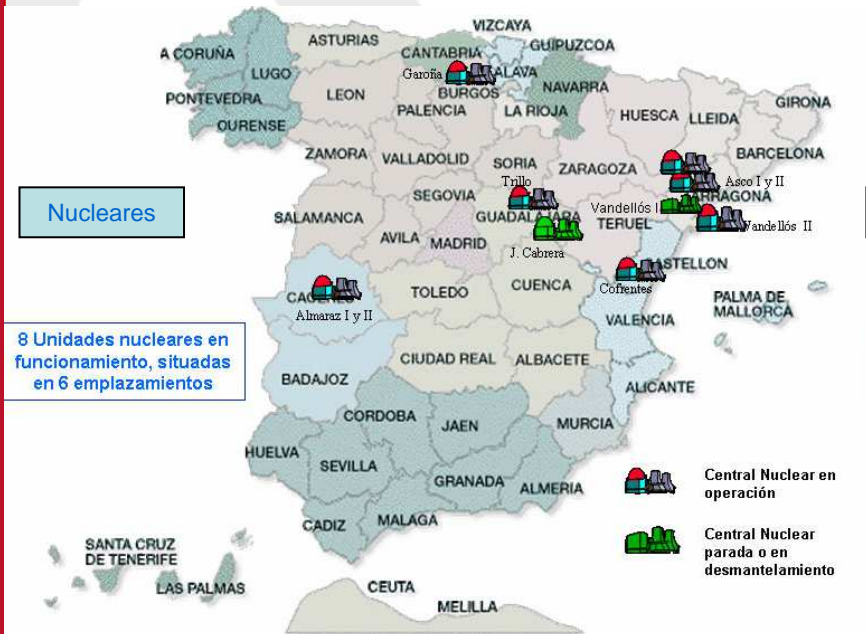 VIZCAYA
ASTURIAS
CANTABRIA
GUIPUZCOA
A CORUÑA
LUGO
Garoña
ALAVA
NAVARRA
LEON
BURGOS
PONTEVEDRA
PALENCIA
LA RIOJA
HUESCA
LLEIDA
GIRONA
OURENSE
ZAMORA
VALLADOLID
SORIA
ZARAGOZA
BARCELONA
Trillo
Asco I y II
Nucleares
SEGOVIA
ARRAGONA
SALAMANCA
GUADALAJARA
Vandellós I
AVILA
MADRID
TERUEL
Vandellós II
J. Cabrera
CACERES
TOLEDO
CUENCA
ASTELLON
Cofrentes
PALMA DE
MALLORCA
Almaraz I y II
VALENCIA
8 Unidades nucleares en
funcionamiento, situadas
en 6 emplazamientos
CIUDAD REAL
ALBACETE
BADAJOZ
ALICANTE
CORDOBA
JAEN
MURCIA
HUELVA
SEVILLA
GRANADA
ALMERIA
Central Nuclear en
operación
CADIZ
MALAGA
Central Nuclear
parada o en
desmantelamiento
SANTA CRUZ
DE TENERIFE
LAS PALMAS
CEUTA
MELILLA